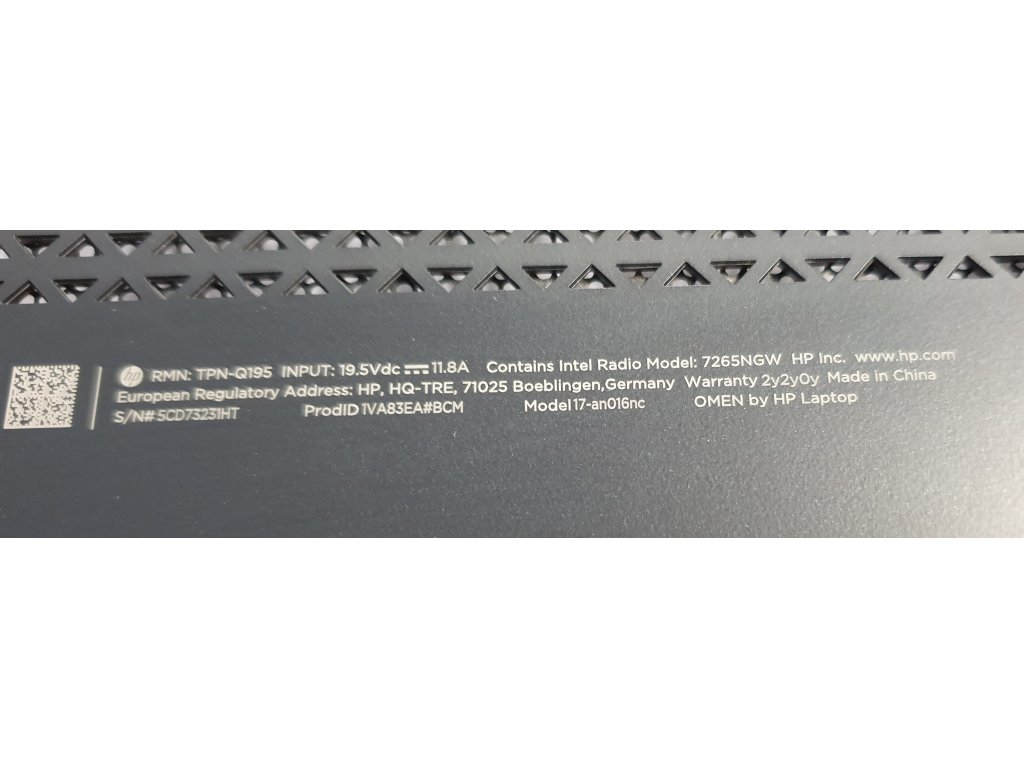 hp RMN: TPN-Q195 INPUT: 19.5Vdc ⎓ 11.8A Contains Intel Radio Model: 7265NGW HP Inc. www.hp.com
European Regulatory Address: HP, HQ-TRE, 71025 Boeblingen,Germany Warranty 2y2y0y Made in China
S/N# 5CD73231HT ProdID 1VA83EA#BCM Model 17-an016nc OMEN by HP Laptop